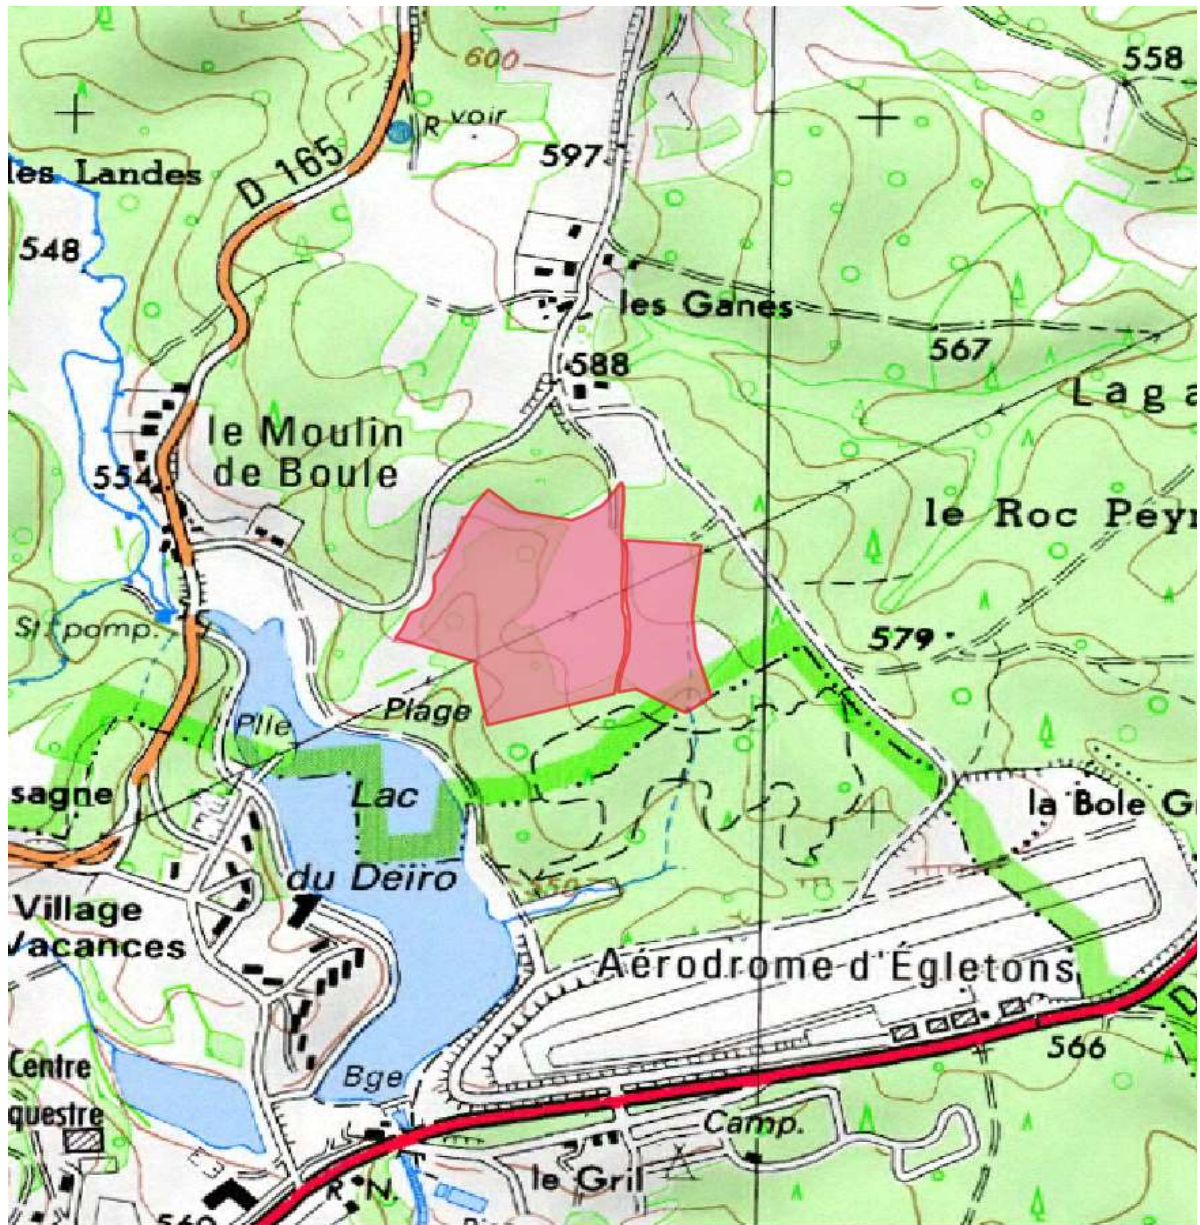 600
558
R voir
597
les Landes
D 165
548
les Ganes
567
588
Laga
le Moulin
de Boule
554
le Roc Peyr
St. pomp.
579
Plage
Plle
sagne
Lac
du Deiro
la Bole G
550
Village
Vacances
Aérodrome d'Égletons
D
566
Centre
questre
Bge
Camp.
le Gril
R N.
560